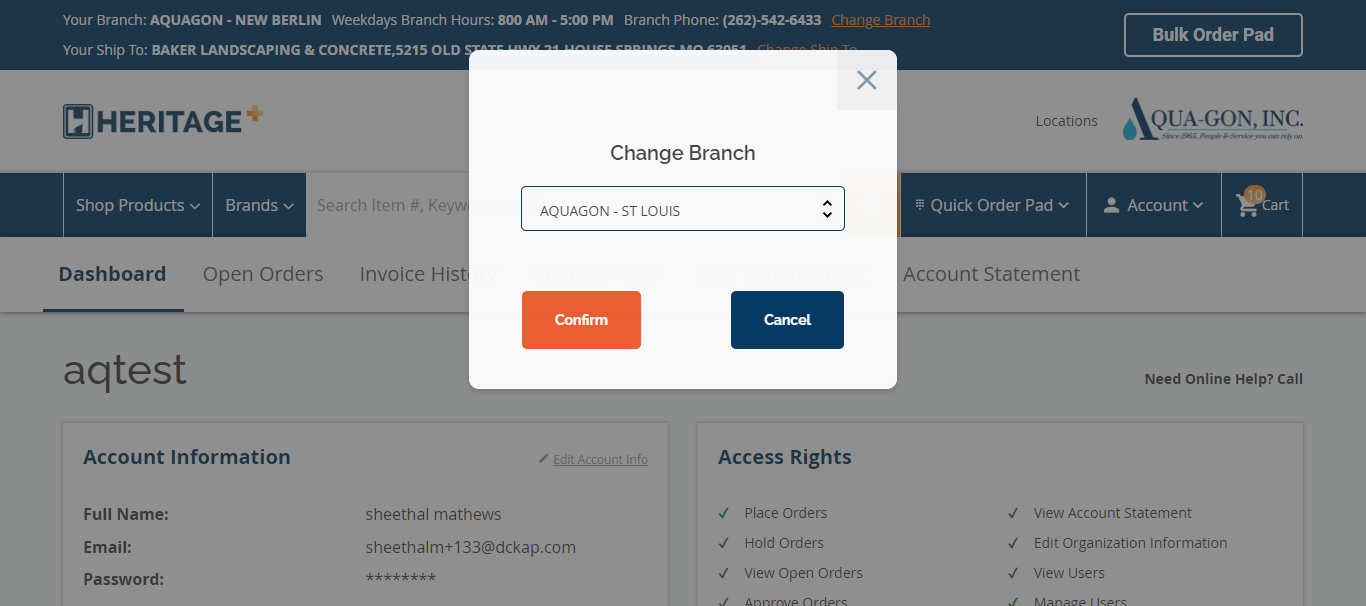 Your Branch: AQUAGON - NEW BERLIN Weekdays Branch Hours: 800 AM - 5:00 PM Branch Phone: (262)-542-6433 Change Branch
Bulk Order Pad
Your Ship To: BAKER LANDSCAPING & CONCRETE,5215 OLD STATE HWY 21 HOUSE SPRINGS MO 63051 Change Ship To
HERITAGE+
Locations
AQUA-GON, INC.
Since 1965, People & Service you can rely on.
Change Branch
Shop Products
Brands
Search Item #, Keyw
AQUAGON - ST LOUIS
Quick Order Pad
Account
10
Cart
Dashboard
Open Orders
Invoice History
Reorder Pads
User Management
Account Statement
Confirm
Cancel
aqtest
Need Online Help? Call
Account Information
Edit Account Info
Access Rights
Full Name: sheethal mathews
Place Orders
View Account Statement
Email: sheethalm+133@dckap.com
Hold Orders
Edit Organization Information
Password: ********
View Open Orders
View Users
Approve Orders
Manage Users